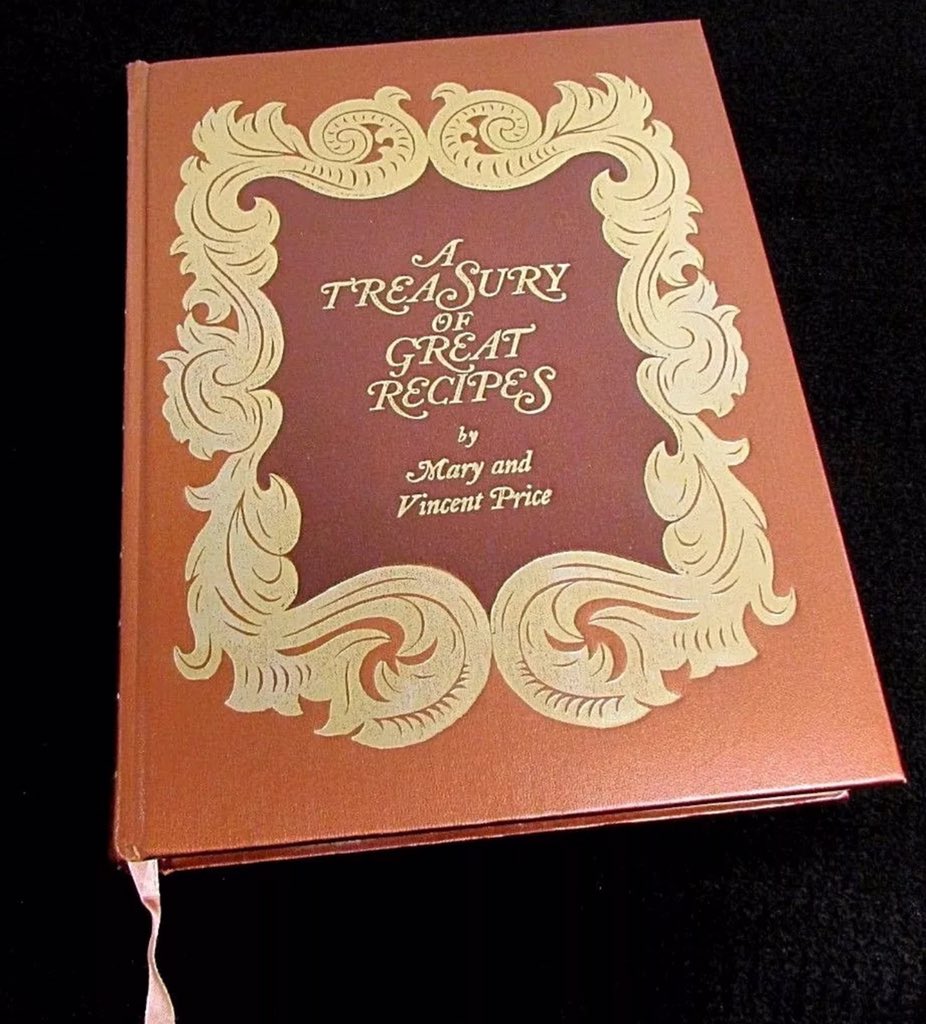 A
TREASURY
OF
GREAT
RECIPES
by
Mary and
Vincent Price